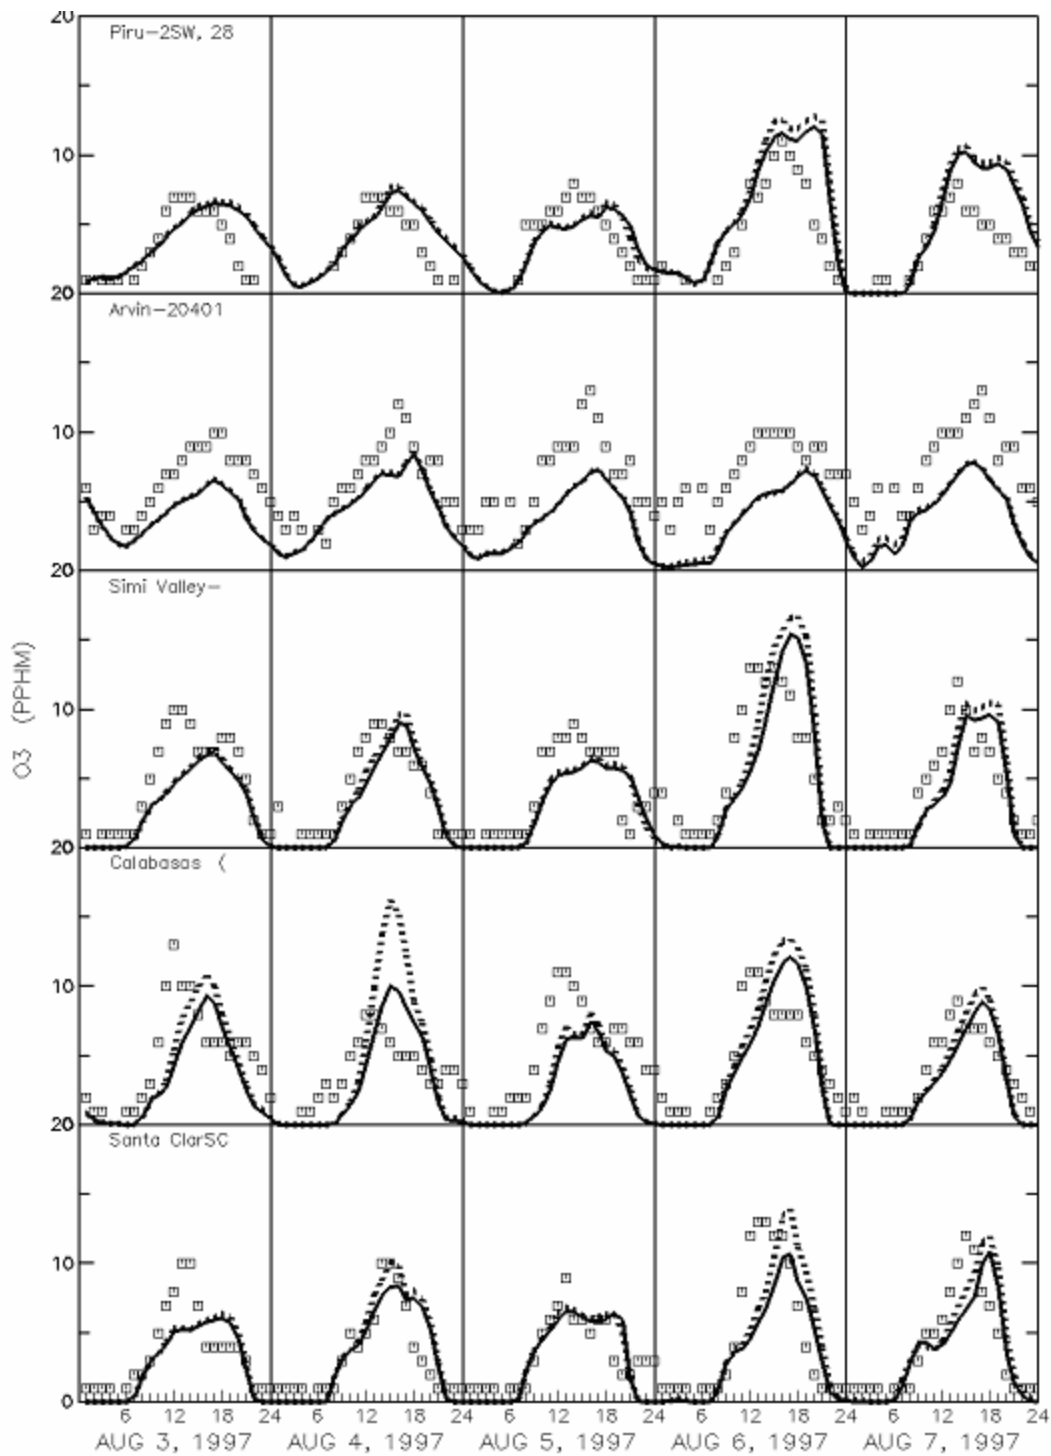 20
Piru-2SW, 28
10
20
Arvin-20401
10
20
Simi Valley-
10
20
Calabasas (
10
20
Santa ClarSC
10
0
O3 (PPHM)
6 12 18 24 6 12 18 24 6 12 18 24 6 12 18 24 6 12 18 24
AUG 3, 1997 AUG 4, 1997 AUG 5, 1997 AUG 6, 1997 AUG 7, 1997